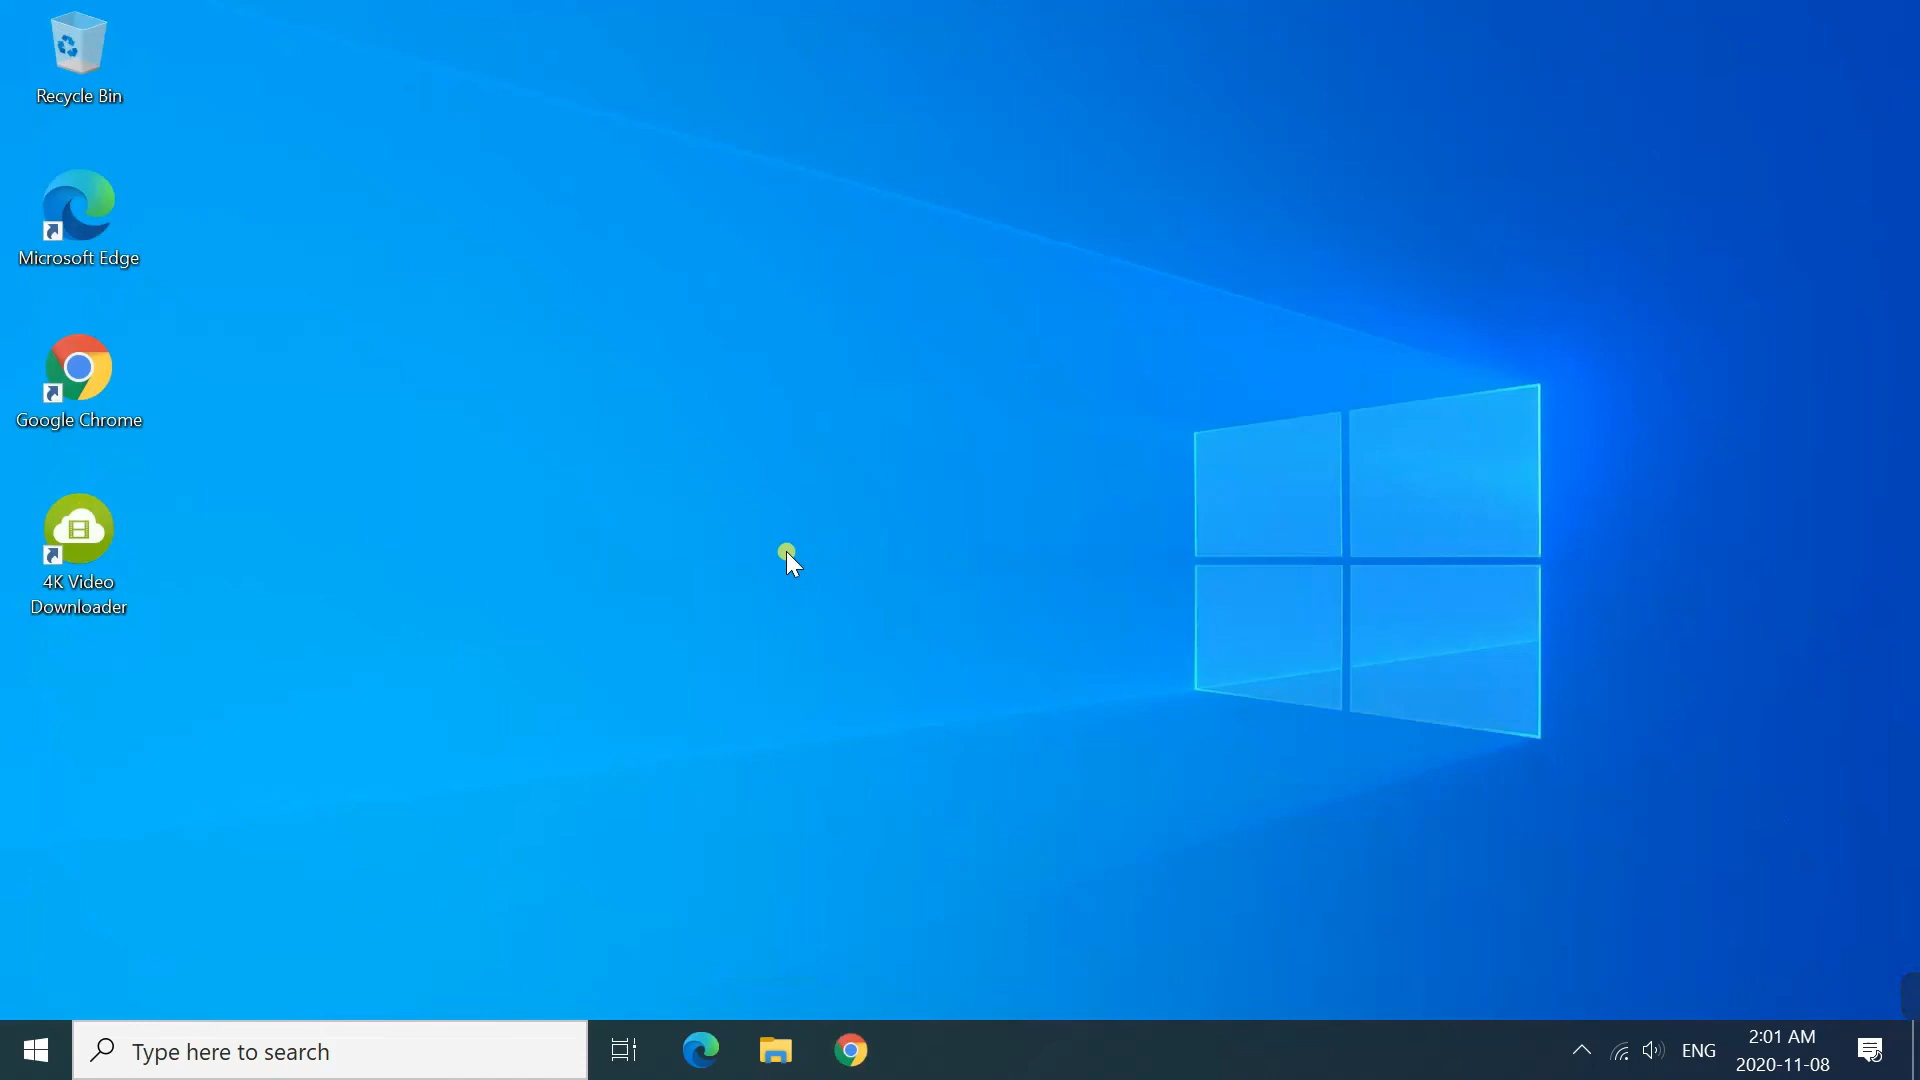 Recycle Bin
Microsoft Edge
Google Chrome
4K Video
Downloader
Type here to search
ENG
2:01 AM
2020-11-08